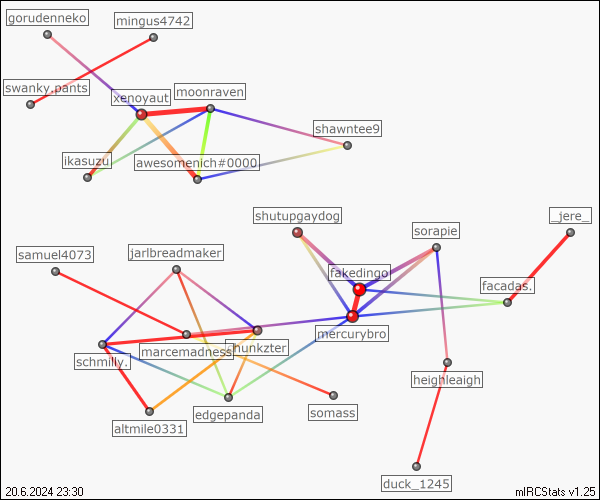 gorudenneko
mingus4742
swanky.pants
xenoyaut
moonraven
shawntee9
ikasuzu
awesomenich#0000
shutupgaydog
_jere_
sorapie
samuel4073
jarlbreadmaker
fakedingo
facadas.
mercurybro
marcemadness
hunkzter
schmilly.
heighleaigh
edgepanda
somass
altmile0331
duck_1245
20.6.2024 23:30
mIRCStats v1.25